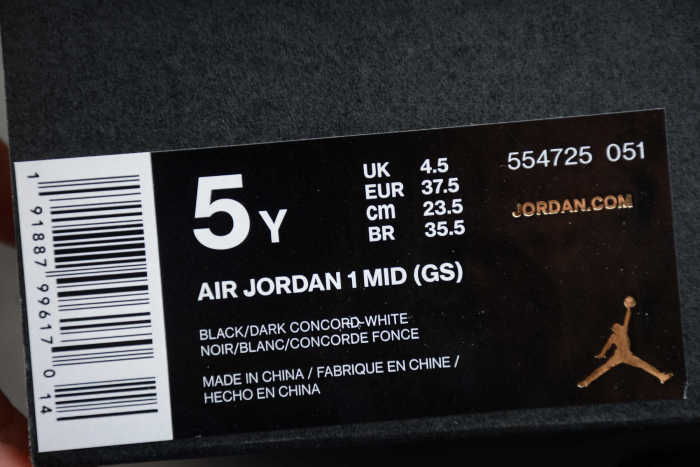 1 91887 99617 0 14
5 Y
UK 4.5
EUR 37.5
cm 23.5
BR 35.5
554725 051
JORDAN.COM
AIR JORDAN 1 MID (GS)
BLACK/DARK CONCORD-WHITE
NOIR/BLANC/CONCORDE FONCE
MADE IN CHINA / FABRIQUE EN CHINE /
HECHO EN CHINA